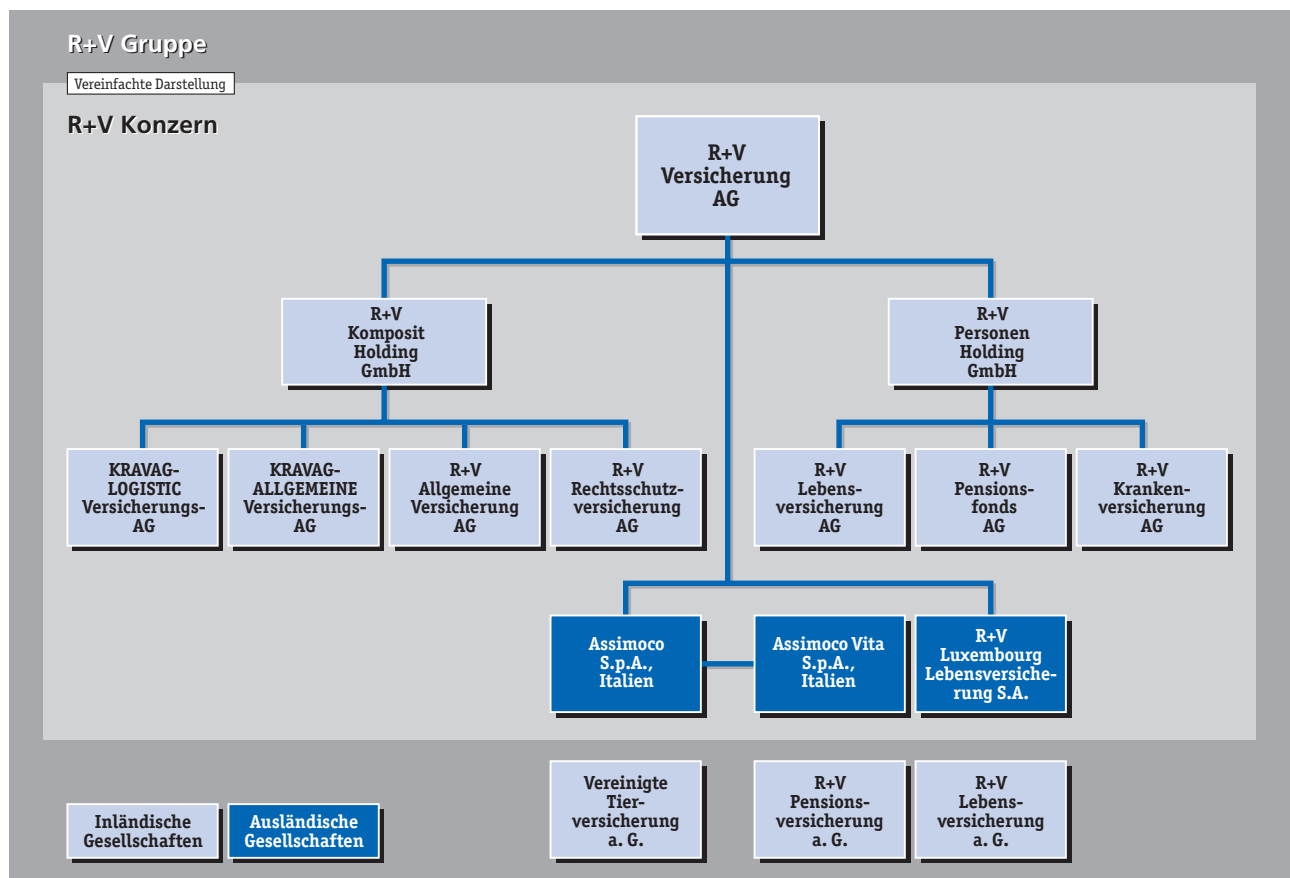 R+V Gruppe
Vereinfachte Darstellung
R+V Konzern
R+V
Versicherung
AG
R+V
Komposit
Holding
GmbH
R+V
Personen
Holding
GmbH
KRAVAG-
LOGISTIC
Versicherungs-
AG
KRAVAG-
ALLGEMEINE
Versicherungs-
AG
R+V
Allgemeine
Versicherung
AG
R+V
Rechtsschutz-
versicherung
AG
R+V
Lebens-
versicherung
AG
R+V
Pensions-
fonds
AG
R+V
Kranken-
versicherung
AG
Assimoco
S.p.A.,
Italien
Assimoco Vita
S.p.A.,
Italien
R+V
Luxembourg
Lebensversiche-
rung S.A.
Vereinigte
Tier-
versicherung
a. G.
R+V
Pensions-
versicherung
a. G.
R+V
Lebens-
versicherung
a. G.
Inländische
Gesellschaften
Ausländische
Gesellschaften